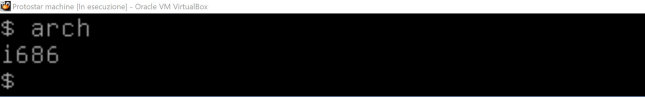 Protostar machine [In esecuzione] - Oracle VM VirtualBox
$ arch
i686
$